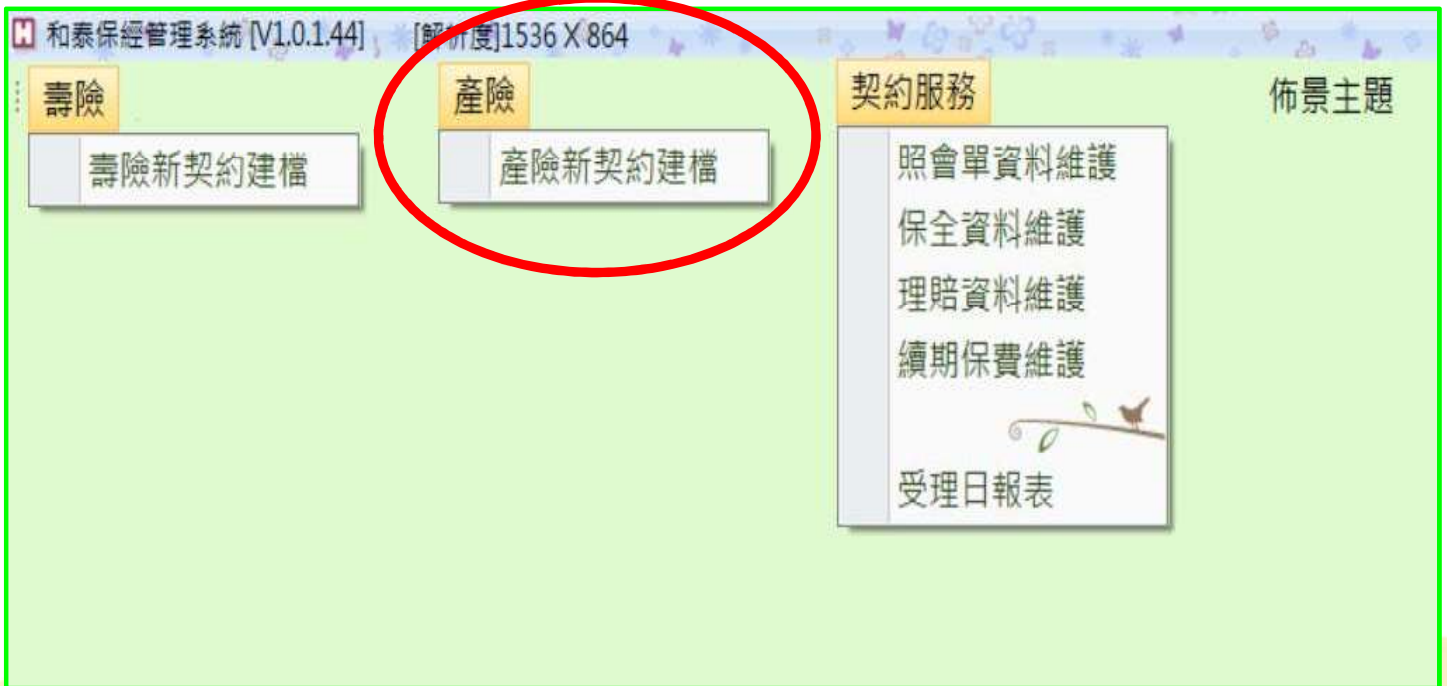 和泰保經管理系統 [V1.0.1.44] [解析度]1536 X 864
壽險 產險 契約服務 佈景主題
壽險新契約建檔
產險新契約建檔
照會單資料維護
保全資料維護
理賠資料維護
續期保費維護
受理日報表